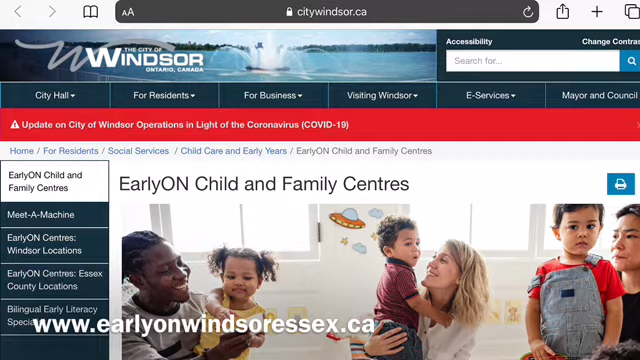 AA
citywindsor.ca
THE CITY OF
WINDSOR
ONTARIO, CANADA
Accessibility
Change Contras
Search for...
City Hall
For Residents
For Business
Visiting Windsor
E-Services
Mayor and Council
Update on City of Windsor Operations in Light of the Coronavirus (COVID-19)
Home / For Residents / Social Services / Child Care and Early Years / EarlyON Child and Family Centres
EarlyON Child and
Family Centres
Meet-A-Machine
EarlyON Centres:
Windsor Locations
EarlyON Centres: Essex
County Locations
Bilingual Early Literacy
Specia
EarlyON Child and Family Centres
www.earlyonwindsoressex.ca